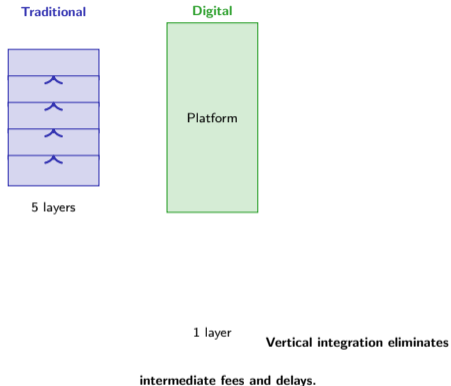 Traditional
Digital
Platform
5 layers
1 layer
Vertical integration eliminates
intermediate fees and delays.